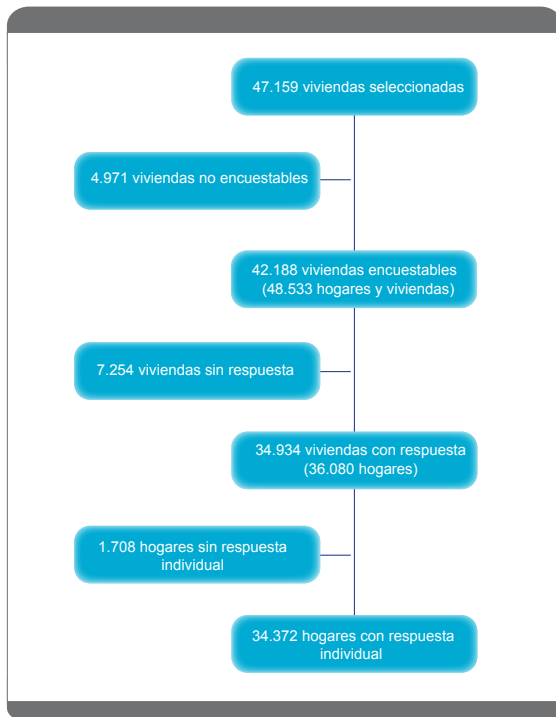 47.159 viviendas seleccionadas
4.971 viviendas no encuestables
42.188 viviendas encuestables
(48.533 hogares y viviendas)
7.254 viviendas sin respuesta
34.934 viviendas con respuesta
(36.080 hogares)
1.708 hogares sin respuesta
individual
34.372 hogares con respuesta
individual